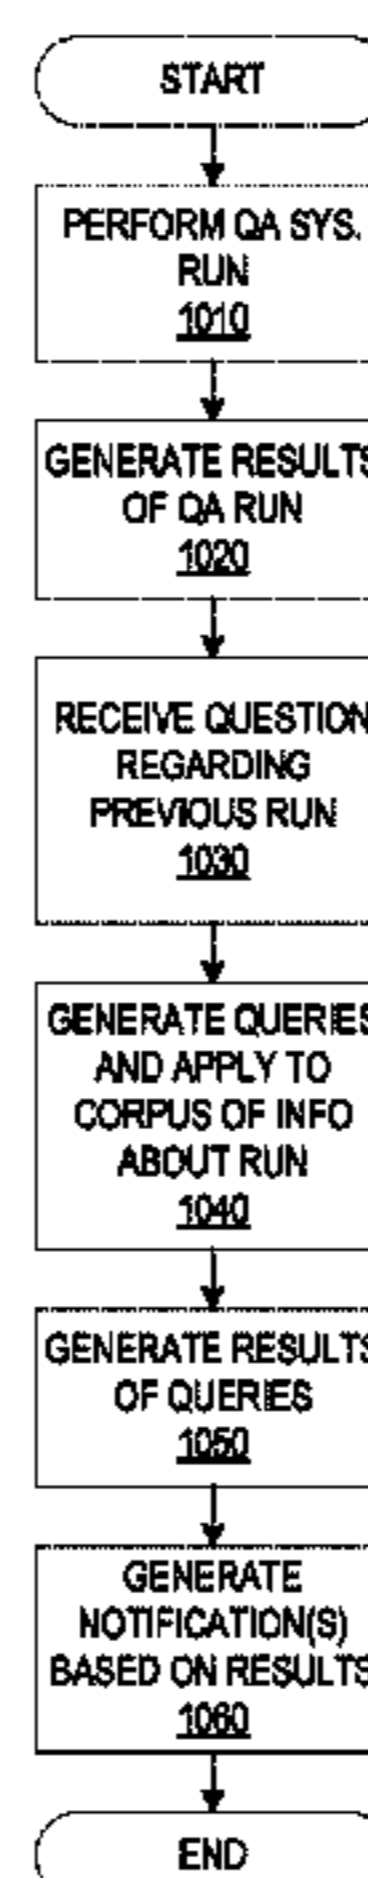 START
PERFORM QA SYS.
RUN
1010
GENERATE RESULTS
OF QA RUN
1020
RECEIVE QUESTION
REGARDING
PREVIOUS RUN
1030
GENERATE QUERIES
AND APPLY TO
CORPUS OF INFO
ABOUT RUN
1040
GENERATE RESULTS
OF QUERIES
1050
GENERATE
NOTIFICATION(S)
BASED ON RESULTS
1060
END